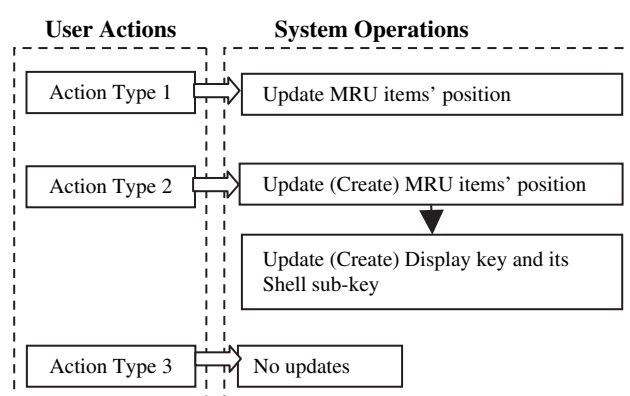 User Actions
System Operations
Action Type 1
Update MRU items' position
Action Type 2
Update (Create) MRU items' position
Update (Create) Display key and its
Shell sub-key
Action Type 3
No updates